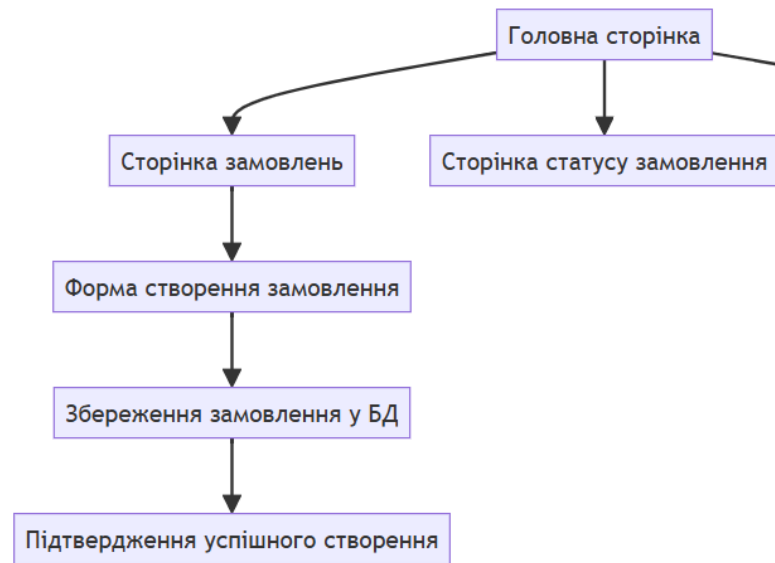 Головна сторінка
Сторінка замовлень
Сторінка статусу замовлення
Форма створення замовлення
Збереження замовлення у БД
Підтвердження успішного створення